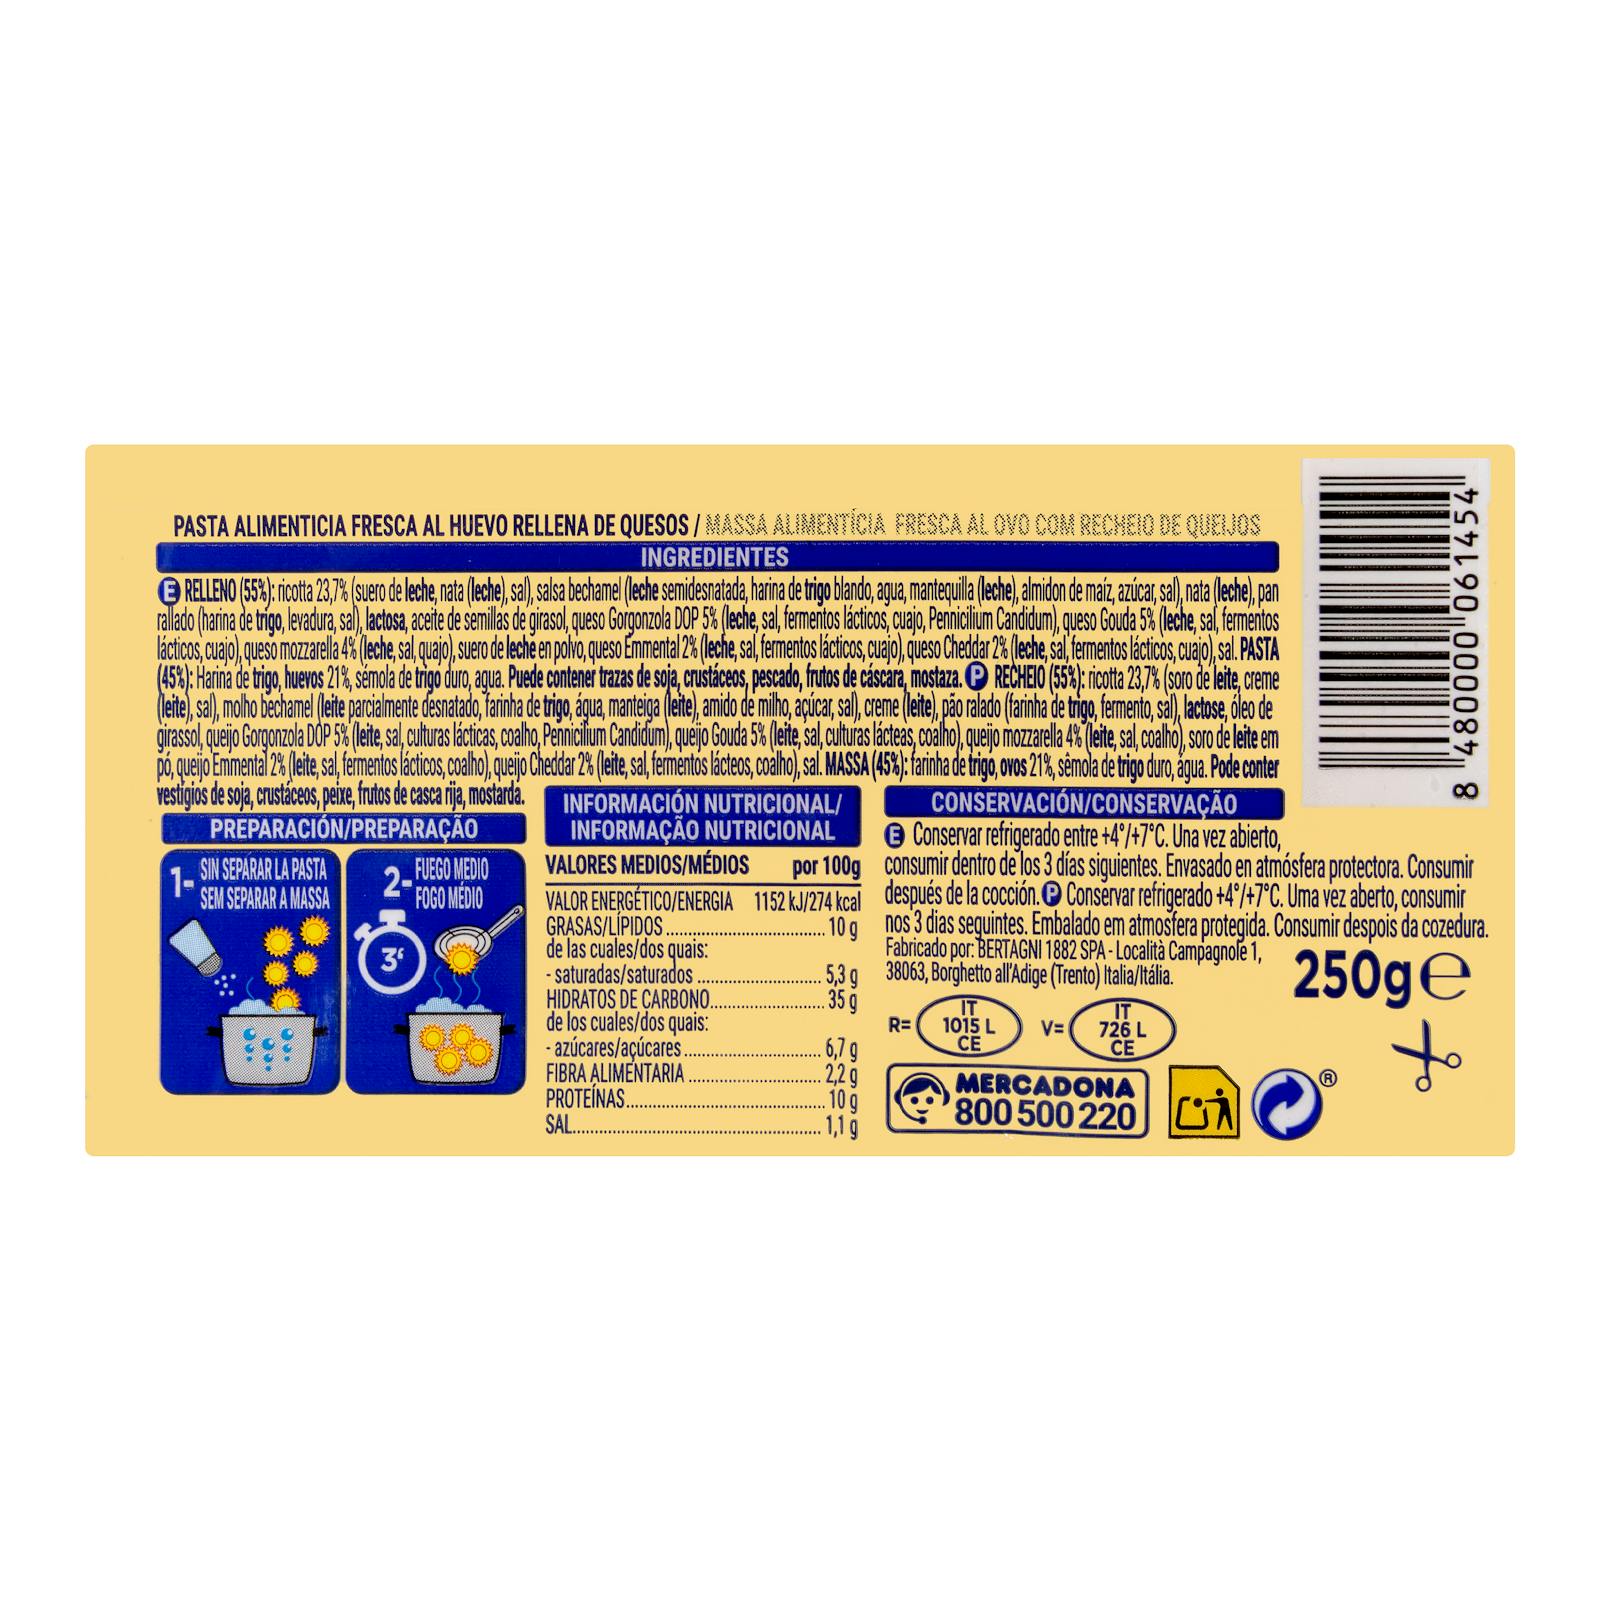 PASTA ALIMENTICIA FRESCA AL HUEVO RELLENA DE QUESOS / MASSA ALIMENTÍCIA FRESCA AL OVO COM RECHEIO DE QUEIJOS
INGREDIENTES
E RELLENO (55%): ricotta 23,7% (suero de leche, nata (leche), sal), salsa bechamel (leche semidesnatada, harina de trigo blando, agua, mantequilla (leche), almidon de maíz, azúcar, sal), nata (leche), pan
rallado (harina de trigo, levadura, sal), lactosa, aceite de semillas de girasol, queso Gorgonzola DOP 5% (leche, sal, fermentos lácticos, cuajo, Pennicilium Candidum), queso Gouda 5% (leche, sal, fermentos
lácticos, cuajo), queso mozzarella 4% (leche, sal, quajo), suero de leche en polvo, queso Emmental 2% (leche, sal, fermentos lácticos, cuajo), queso Cheddar 2% (leche, sal, fermentos lácticos, cuajo), sal. PASTA
(45%): Harina de trigo, huevos 21%, sémola de trigo duro, agua. Puede contener trazas de soja, crustáceos, pescado, frutos de cáscara, mostaza. P RECHEIO (55%): ricotta 23,7% (soro de leite, creme
(leite), sal), molho bechamel (leite parcialmente desnatado, farinha de trigo, água, manteiga (leite), amido de milho, açúcar, sal), creme (leite), pão ralado (farinha de trigo, fermento, sal), lactose, óleo de
girassol, queijo Gorgonzola DOP 5% (leite, sal, culturas lácticas, coalho, Pennicilium Candidum), queijo Gouda 5% (leite, sal, culturas lácteas, coalho), queijo mozzarella 4% (leite, sal, coalho), soro de leite em
pó, queijo Emmental 2% (leite, sal, fermentos lácticos, coalho), queijo Cheddar 2% (leite, sal, fermentos lácteos, coalho), sal. MASSA (45%): farinha de trigo, ovos 21%, sêmola de trigo duro, água. Pode conter
vestígios de soja, crustáceos, peixe, frutos de casca rija, mostarda.
PREPARACIÓN/PREPARAÇÃO
1- SIN SEPARAR LA PASTA
SEM SEPARAR A MASSA
2- FUEGO MEDIO
FOGO MÉDIO
3‘
INFORMACIÓN NUTRICIONAL/
INFORMAÇÃO NUTRICIONAL
VALORES MEDIOS/MÉDIOS por 100g
VALOR ENERGÉTICO/ENERGIA 1152 kJ/274 kcal
GRASAS/LÍPIDOS 10 g
de las cuales/dos quais:
- saturadas/saturados 5,3 g
HIDRATOS DE CARBONO 35 g
de los cuales/dos quais:
- azúcares/açúcares 6,7 g
FIBRA ALIMENTARIA 2,2 g
PROTEÍNAS 10 g
SAL 1,1 g
CONSERVACIÓN/CONSERVAÇÃO
E Conservar refrigerado entre +4°/+7°C. Una vez abierto,
consumir dentro de los 3 días siguientes. Envasado en atmósfera protectora. Consumir
después de la cocción. P Conservar refrigerado +4°/+7°C. Uma vez aberto, consumir
nos 3 dias seguintes. Embalado em atmosfera protegida. Consumir despois da cozedura.
Fabricado por: BERTAGNI 1882 SPA - Località Campagnole 1,
38063, Borghetto all'Adige (Trento) Italia/Itália.
250g e
R= IT
1015 L
CE
V= IT
726 L
CE
MERCADONA
800 500 220
®
8 480000 061454